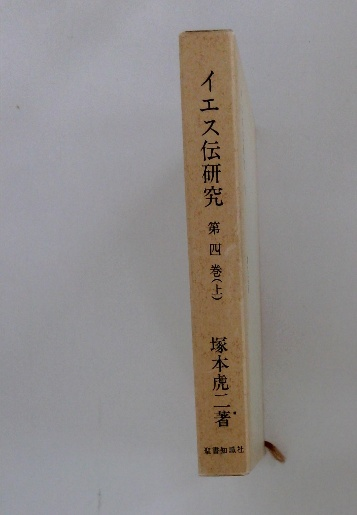 イエス伝研究
第四巻(上)
塚本虎二著
聖書知識社